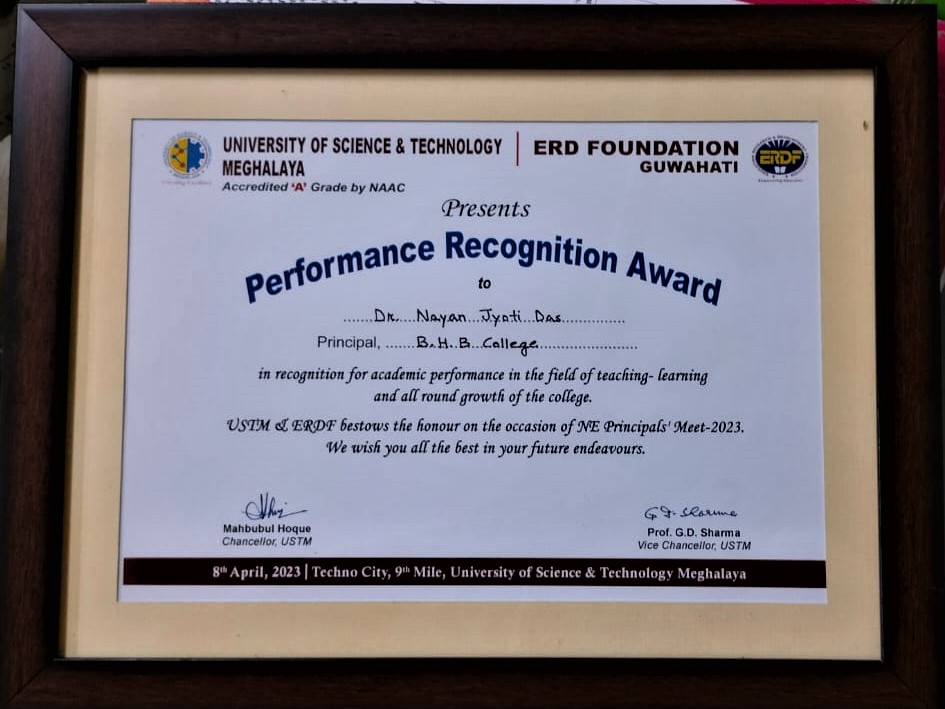 UNIVERSITY OF SCIENCE & TECHNOLOGY
MEGHALAYA
Accredited 'A' Grade by NAAC
ERD FOUNDATION
GUWAHATI
ERDF
Presents
Performance Recognition Award
to
Dr. Nayan Jyoti Das
Principal, B.H.B. College
in recognition for academic performance in the field of teaching- learning
and all round growth of the college.
USTM & ERDF bestows the honour on the occasion of NE Principals' Meet-2023.
We wish you all the best in your future endeavours.
Mahbubul Hoque
Chancellor, USTM
G.D. Sharma
Prof. G.D. Sharma
Vice Chancellor, USTM
8th April, 2023 | Techno City, 9th Mile, University of Science & Technology Meghalaya